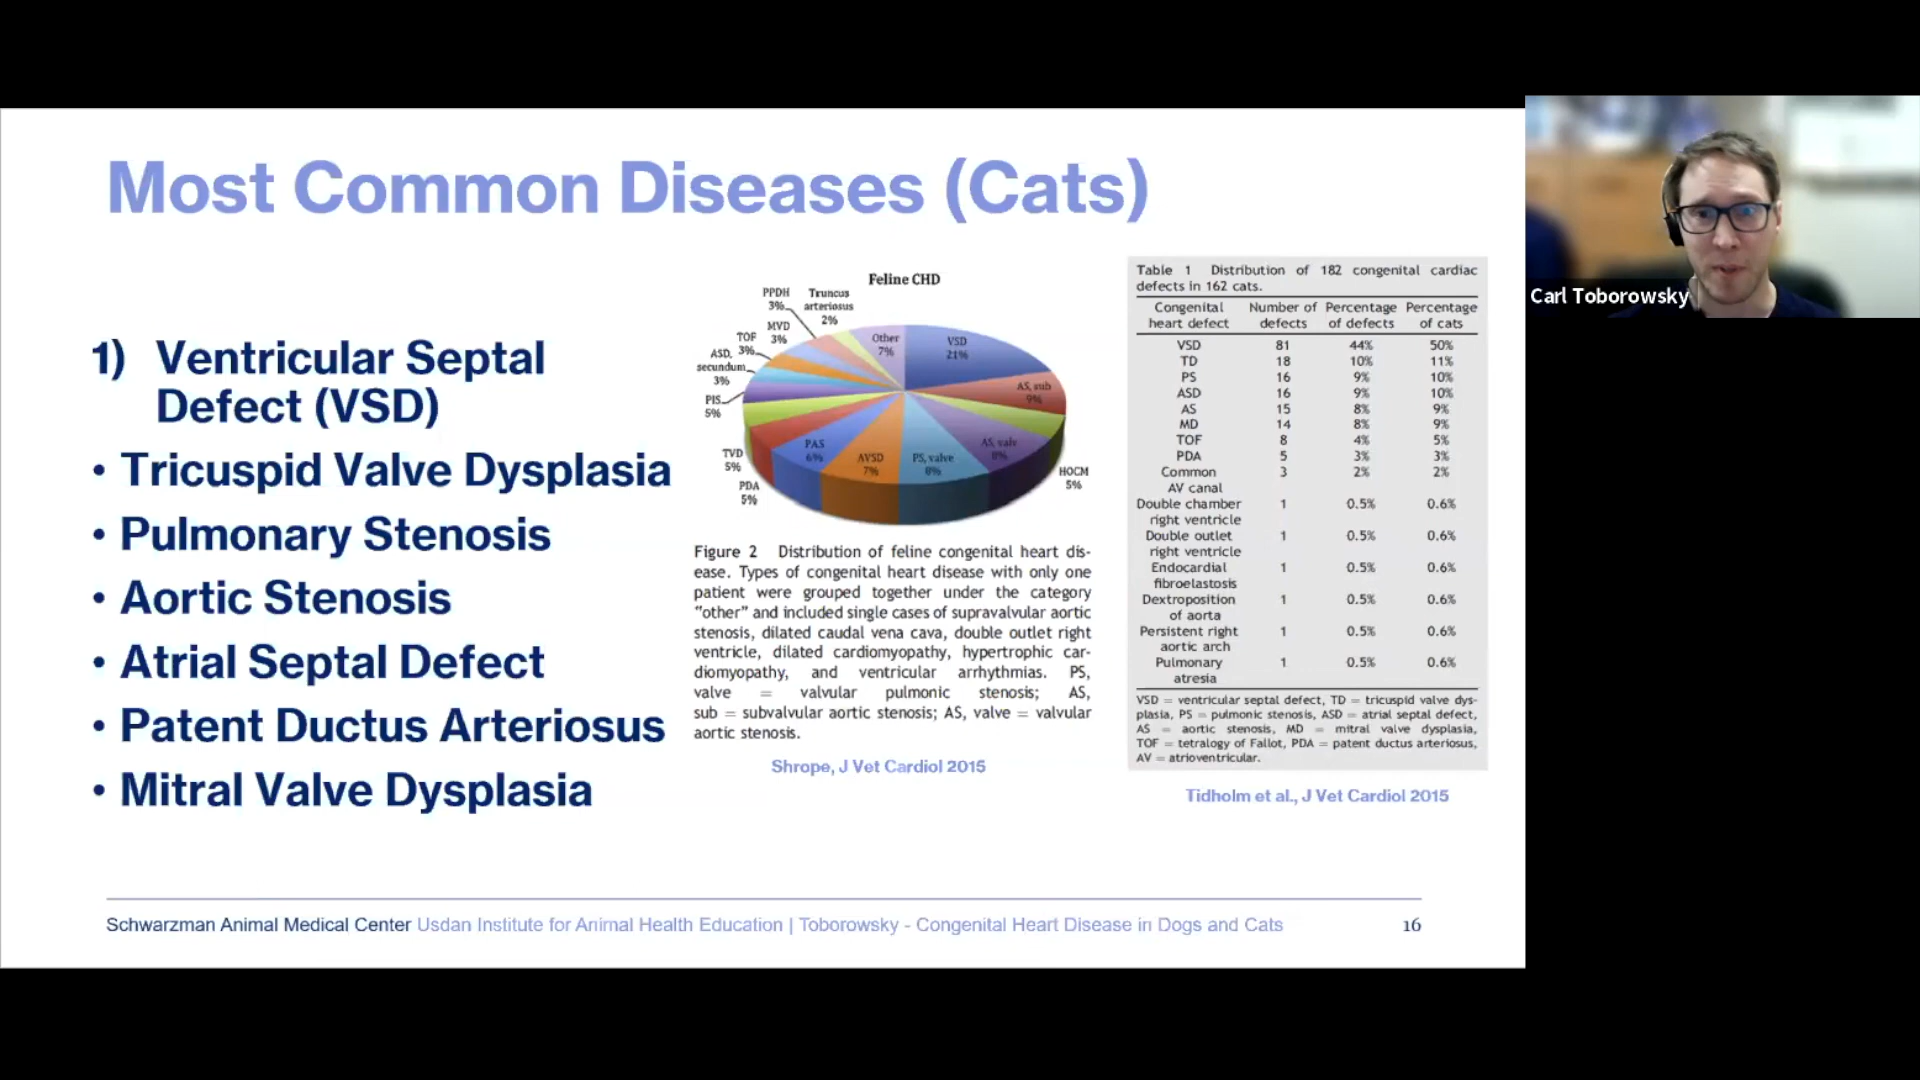 Most Common Diseases (Cats)
1) Ventricular Septal
Defect (VSD)
• Tricuspid Valve Dysplasia
• Pulmonary Stenosis
• Aortic Stenosis
• Atrial Septal Defect
• Patent Ductus Arteriosus
• Mitral Valve Dysplasia
Feline CHD
PPDH
3%
Truncus
arteriosus
2%
MVD
3%
TOF
3%
ASD,
secundum
3%
PIS
5%
TVD
5%
PDA
5%
PAS
6%
AVSD
7%
PS, valve
8%
AS, valv
8%
HOCM
5%
AS, sub
9%
VSD
21%
Other
7%
Figure 2 Distribution of feline congenital heart dis-
ease. Types of congenital heart disease with only one
patient were grouped together under the category
"other" and included single cases of supravalvular aortic
stenosis, dilated caudal vena cava, double outlet right
ventricle, dilated cardiomyopathy, hypertrophic car-
diomyopathy, and ventricular arrhythmias. PS,
valve = valvular pulmonic stenosis; AS,
sub = subvalvular aortic stenosis; AS, valve = valvular
aortic stenosis.
Shrope, J Vet Cardiol 2015
Table 1 Distribution of 182 congenital cardiac
defects in 162 cats.
Congenital Number of Percentage Percentage
heart defect defects of defects of cats
VSD 81 44% 50%
TD 18 10% 11%
PS 16 9% 10%
ASD 16 9% 10%
AS 15 8% 9%
MD 14 8% 9%
TOF 8 4% 5%
PDA 5 3% 3%
Common 3 2% 2%
AV canal
Double chamber 1 0.5% 0.6%
right ventricle
Double outlet 1 0.5% 0.6%
right ventricle
Endocardial 1 0.5% 0.6%
fibroelastosis
Dextroposition 1 0.5% 0.6%
of aorta
Persistent right 1 0.5% 0.6%
aortic arch
Pulmonary 1 0.5% 0.6%
atresia
VSD = ventricular septal defect, TD = tricuspid valve dys-
plasia, PS = pulmonic stenosis, ASD = atrial septal defect,
AS = aortic stenosis, MD = mitral valve dysplasia,
TOF = tetralogy of Fallot, PDA = patent ductus arteriosus,
AV = atrioventricular.
Tidholm et al., J Vet Cardiol 2015
Schwarzman Animal Medical Center Usdan Institute for Animal Health Education | Toborowsky - Congenital Heart Disease in Dogs and Cats
16
Carl Toborowsky